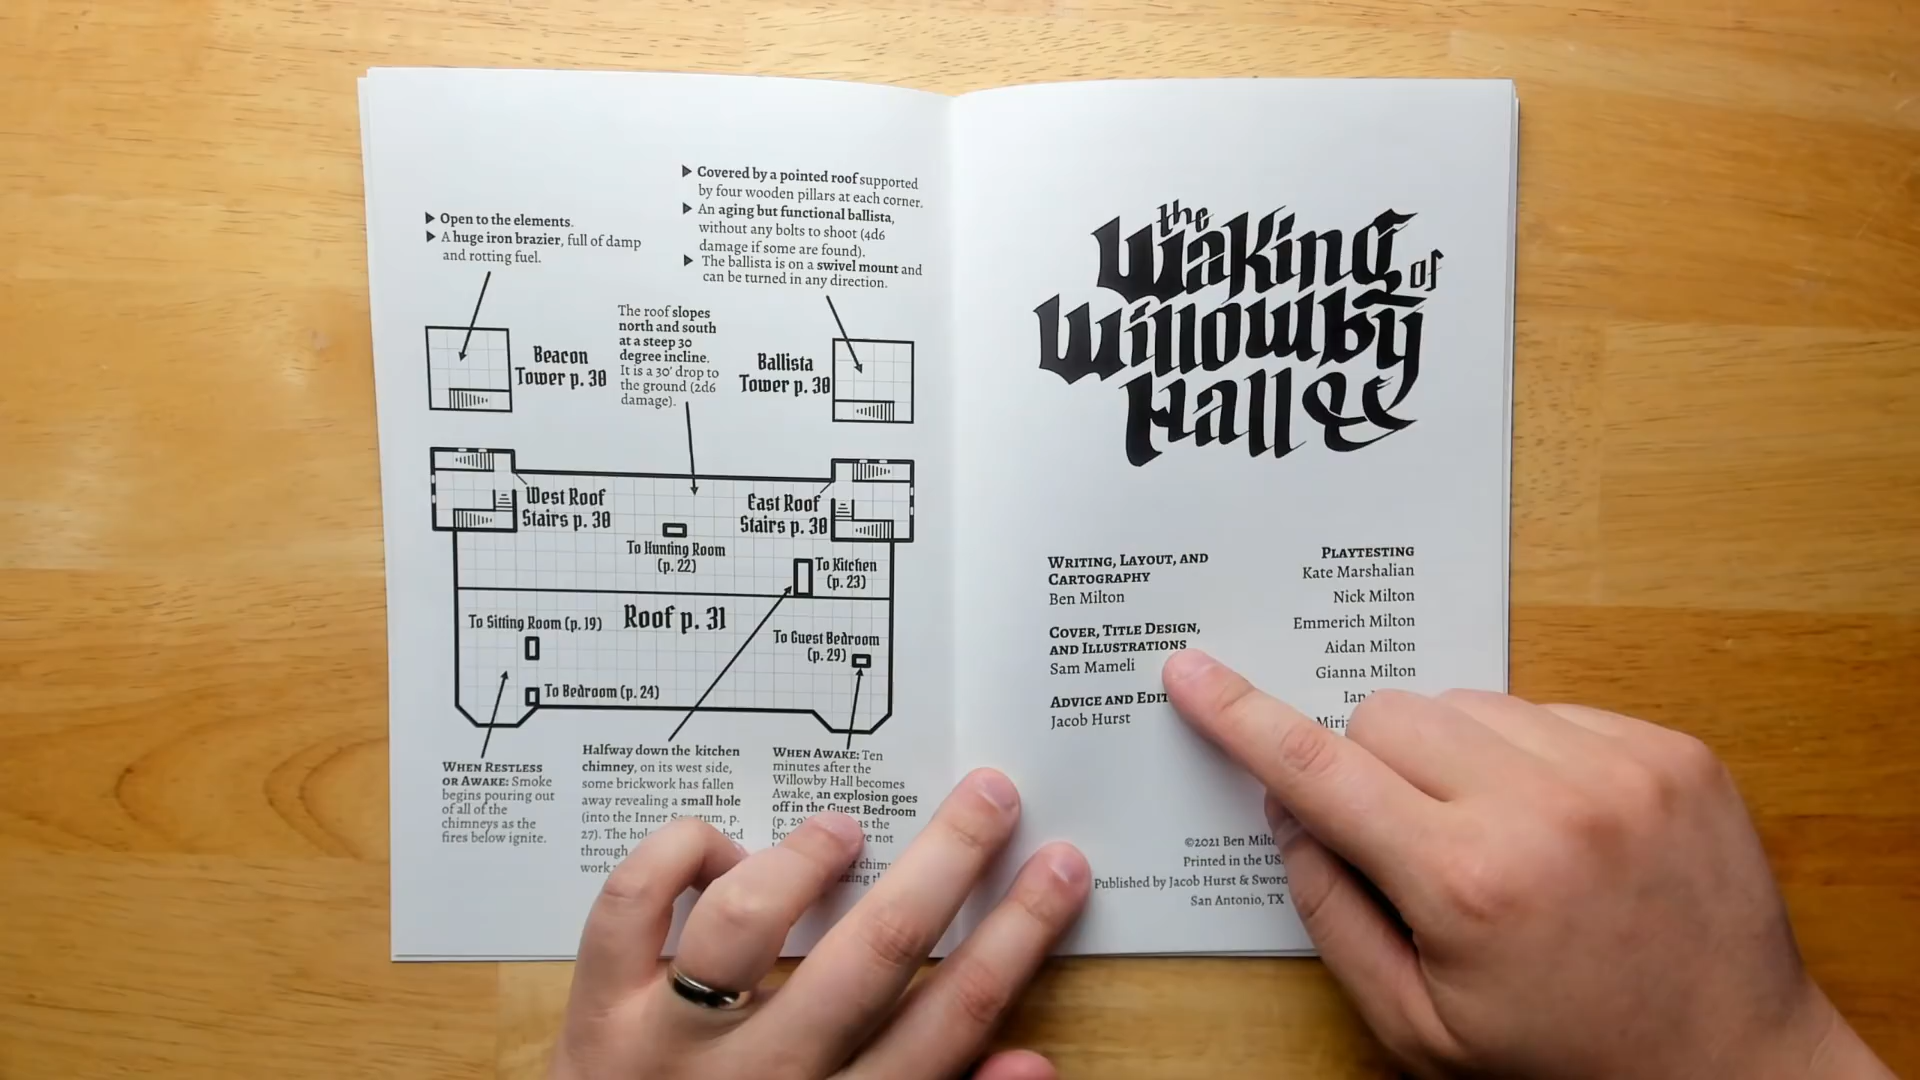 ▶ Open to the elements.
▶ A huge iron brazier, full of damp
and rotting fuel.
▶ Covered by a pointed roof supported
by four wooden pillars at each corner.
▶ An aging but functional ballista,
without any bolts to shoot (4d6
damage if some are found).
▶ The ballista is on a swivel mount and
can be turned in any direction.
The roof slopes
north and south
at a steep 30
degree incline.
It is a 30' drop to
the ground (2d6
damage).
Beacon
Tower p. 30
Ballista
Tower p. 30
West Roof
Stairs p. 30
East Roof
Stairs p. 30
To Hunting Room
(p. 22)
To Kitchen
(p. 23)
To Sitting Room (p. 19)
Roof p. 31
To Guest Bedroom
(p. 29)
To Bedroom (p. 24)
WHEN RESTLESS
OR AWAKE: Smoke
begins pouring out
of all of the
chimneys as the
fires below ignite.
Halfway down the kitchen
chimney, on its west side,
some brickwork has fallen
away revealing a small hole
(into the Inner Sanctum, p.
27). The
through
work
WHEN AWAKE: Ten
minutes after the
Willowby Hall becomes
Awake, an explosion goes
off in the Guest Bedroom
(p. 29) as the
not
the
Waking
of
Willowby
Hall
WRITING, LAYOUT, AND
CARTOGRAPHY
Ben Milton
COVER, TITLE DESIGN,
AND ILLUSTRATIONS
Sam Mameli
ADVICE AND
Jacob Hurst
PLAYTESTING
Kate Marshalian
Nick Milton
Emmerich Milton
Aidan Milton
Gianna Milton
Ian
©2021 Ben
Printed in the
Published by Jacob Hurst &
San Antonio, TX